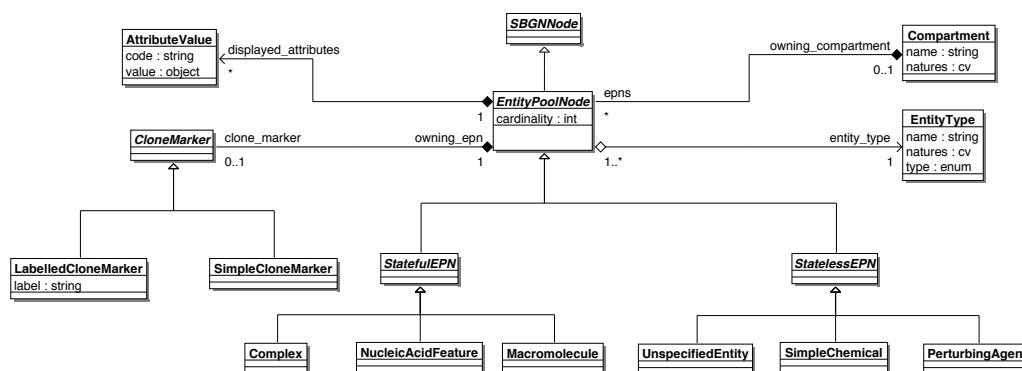 SBGNNode
AttributeValue
code : string
value : object
displayed_attributes
*
owning_compartment
0..1
Compartment
name : string
natures : cv
EntityPoolNode
cardinality : int
1
epns
*
CloneMarker
clone_marker
0..1
owning_epn
1
1..*
entity_type
1
EntityType
name : string
natures : cv
type : enum
LabelledCloneMarker
label : string
SimpleCloneMarker
StatefulEPN
StatelessEPN
Complex
NucleicAcidFeature
Macromolecule
UnspecifiedEntity
SimpleChemical
PerturbingAgen